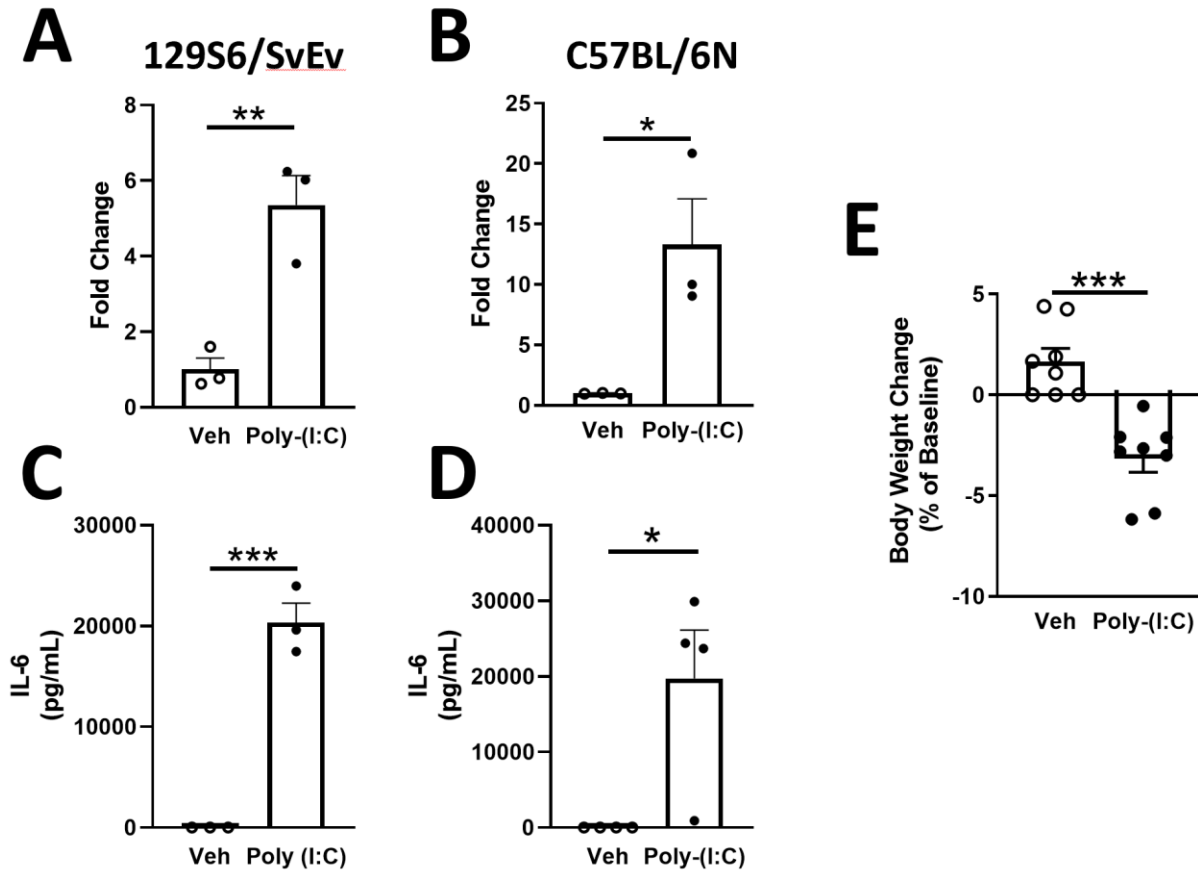 A
129S6/SvEv
**
Fold Change
8
6
4
2
0
Veh Poly-(I:C)
B
C57BL/6N
*
Fold Change
25
20
15
10
5
0
Veh Poly-(I:C)
C
***
IL-6
(pg/mL)
30000
20000
10000
0
Veh Poly (I:C)
D
*
IL-6
(pg/mL)
40000
30000
20000
10000
0
Veh Poly-(I:C)
E
***
Body Weight Change
(% of Baseline)
5
0
-5
-10
Veh Poly-(I:C)